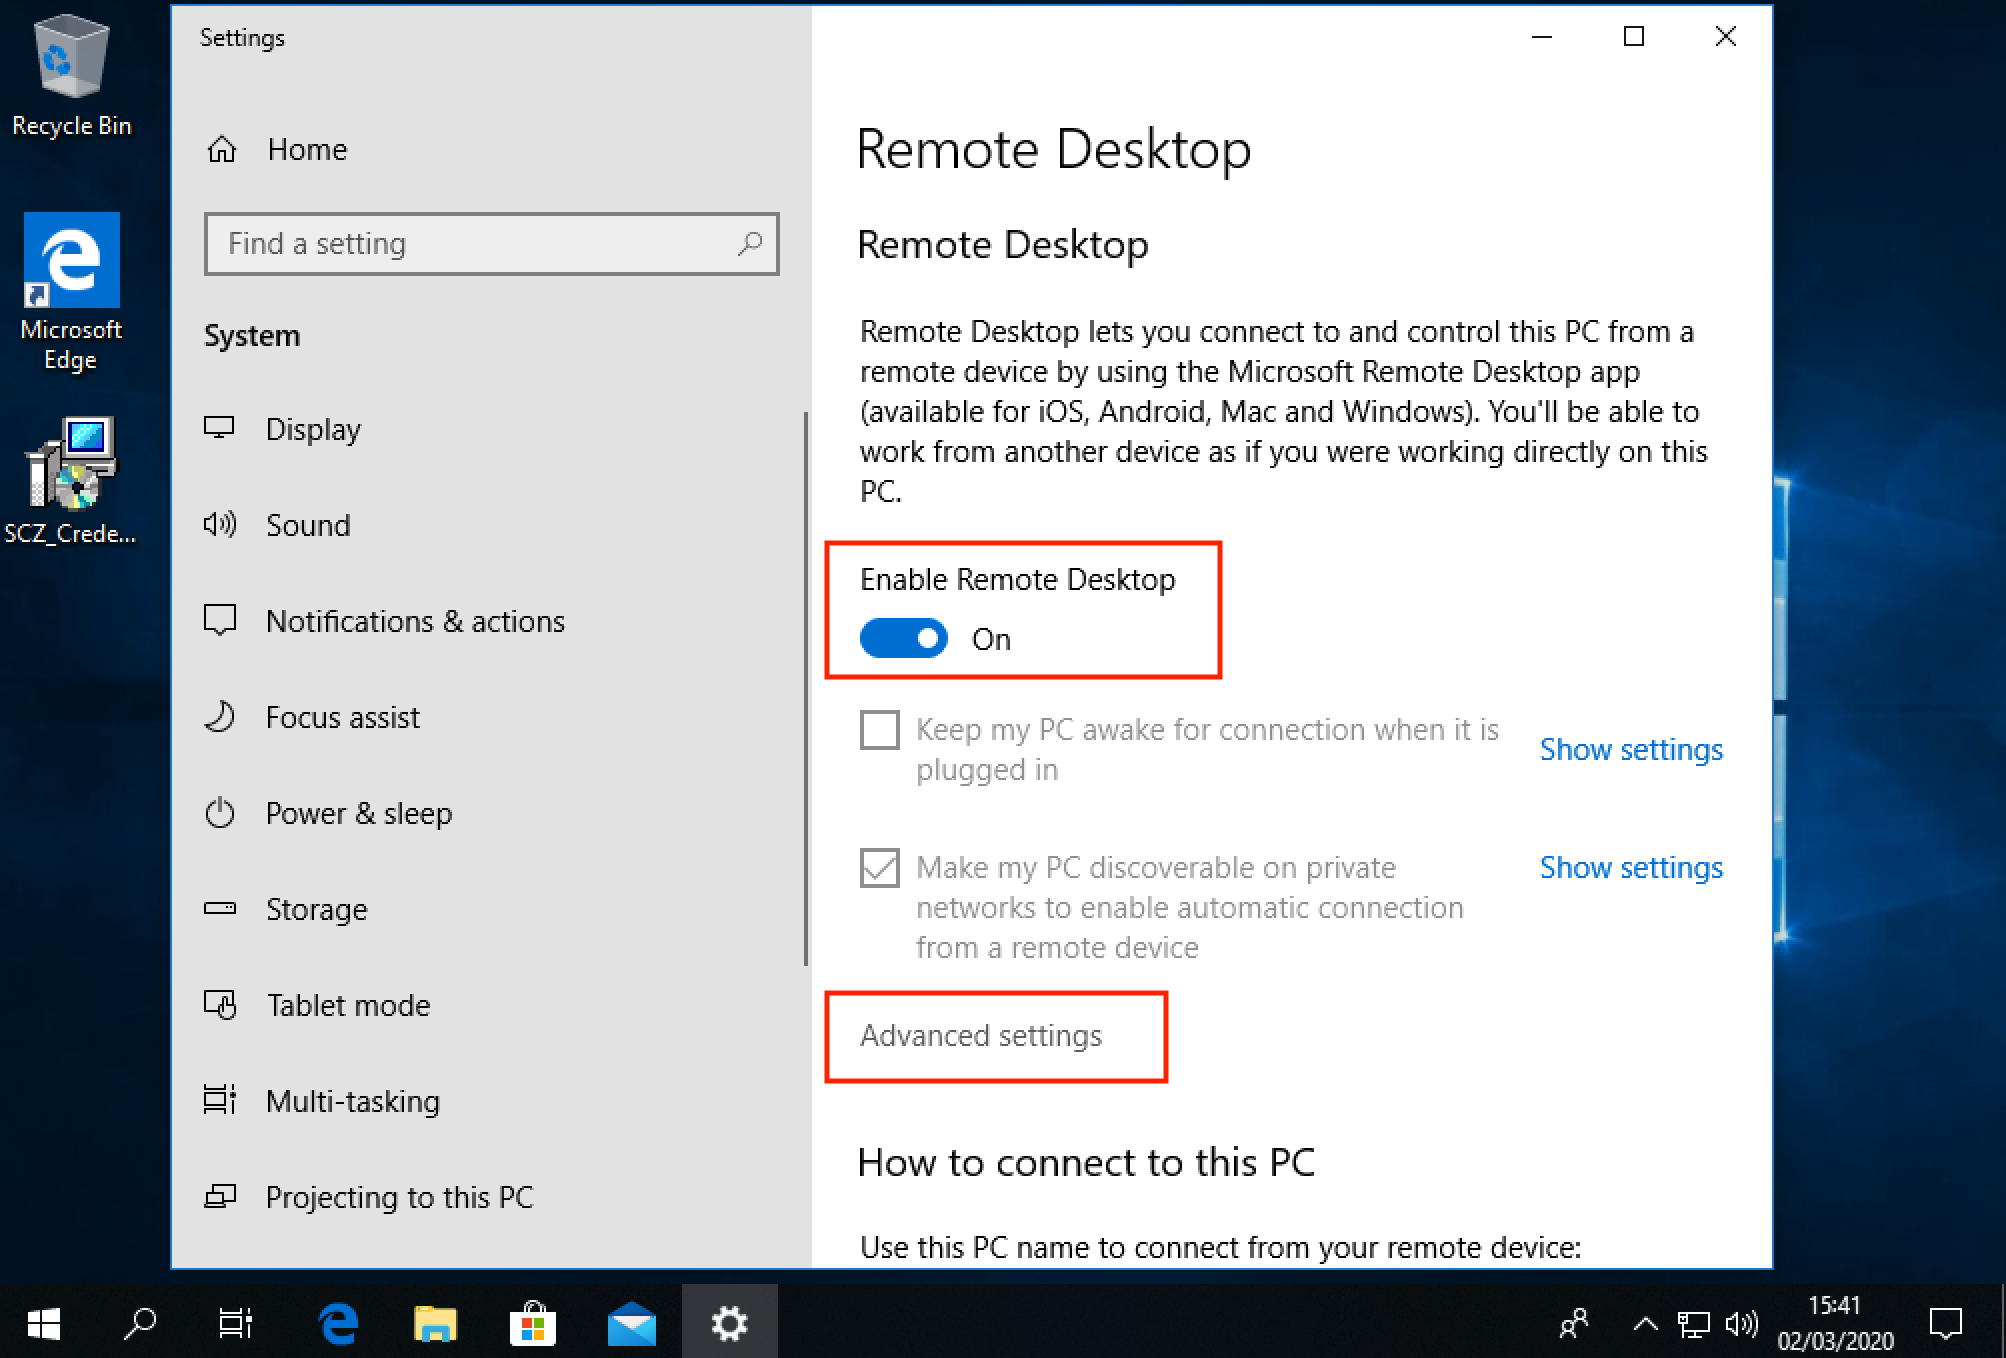 Recycle Bin
Microsoft
Edge
SCZ_Crede...
Settings
Home
Find a setting
System
Display
Sound
Notifications & actions
Focus assist
Power & sleep
Storage
Tablet mode
Multi-tasking
Projecting to this PC
Remote Desktop
Remote Desktop
Remote Desktop lets you connect to and control this PC from a
remote device by using the Microsoft Remote Desktop app
(available for iOS, Android, Mac and Windows). You'll be able to
work from another device as if you were working directly on this
PC.
Enable Remote Desktop
On
Keep my PC awake for connection when it is
plugged in
Show settings
Make my PC discoverable on private
networks to enable automatic connection
from a remote device
Show settings
Advanced settings
How to connect to this PC
Use this PC name to connect from your remote device:
15:41
02/03/2020